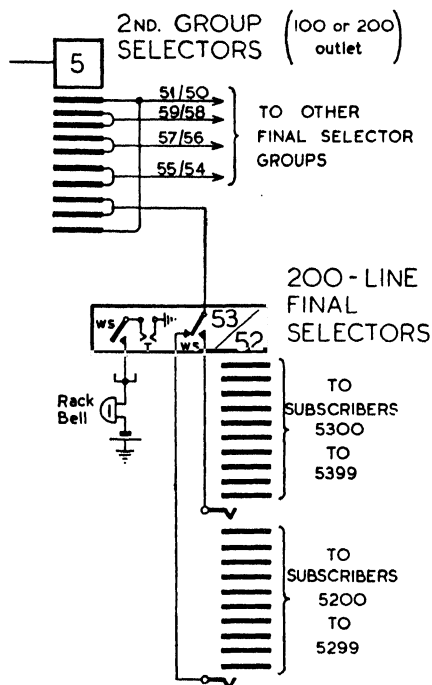 2ND. GROUP
SELECTORS
(100 or 200
outlet)
5
51/50
59/58
57/56
55/54
TO OTHER
FINAL SELECTOR
GROUPS
200-LINE
FINAL
SELECTORS
WS
T
WS
53
52
Rack
Bell
TO
SUBSCRIBERS
5300
TO
5399
TO
SUBSCRIBERS
5200
TO
5299